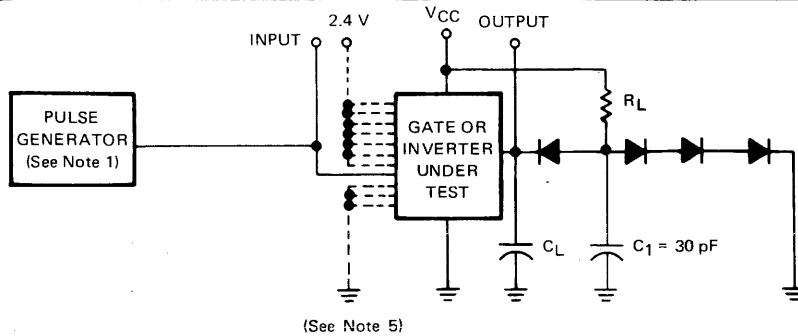 2.4 V
VCC
OUTPUT
INPUT
PULSE
GENERATOR
(See Note 1)
GATE OR
INVERTER
UNDER
TEST
RL
CL
C1 = 30 pF
(See Note 5)